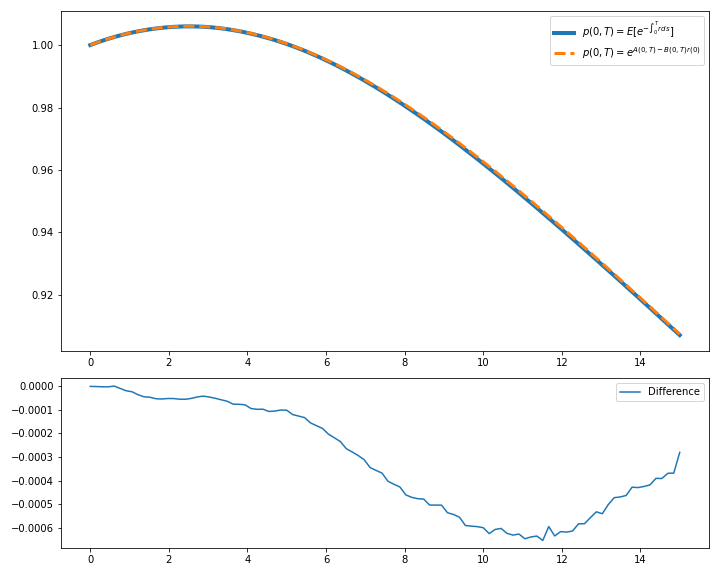 1.00
0.98
0.96
0.94
0.92
p(0, T) = E[e^{-∫_0^T rds}]
p(0, T) = e^{A(0, T) − B(0, T)r(0)}
0 2 4 6 8 10 12 14
0.0000
−0.0001
−0.0002
−0.0003
−0.0004
−0.0005
−0.0006
Difference
0 2 4 6 8 10 12 14